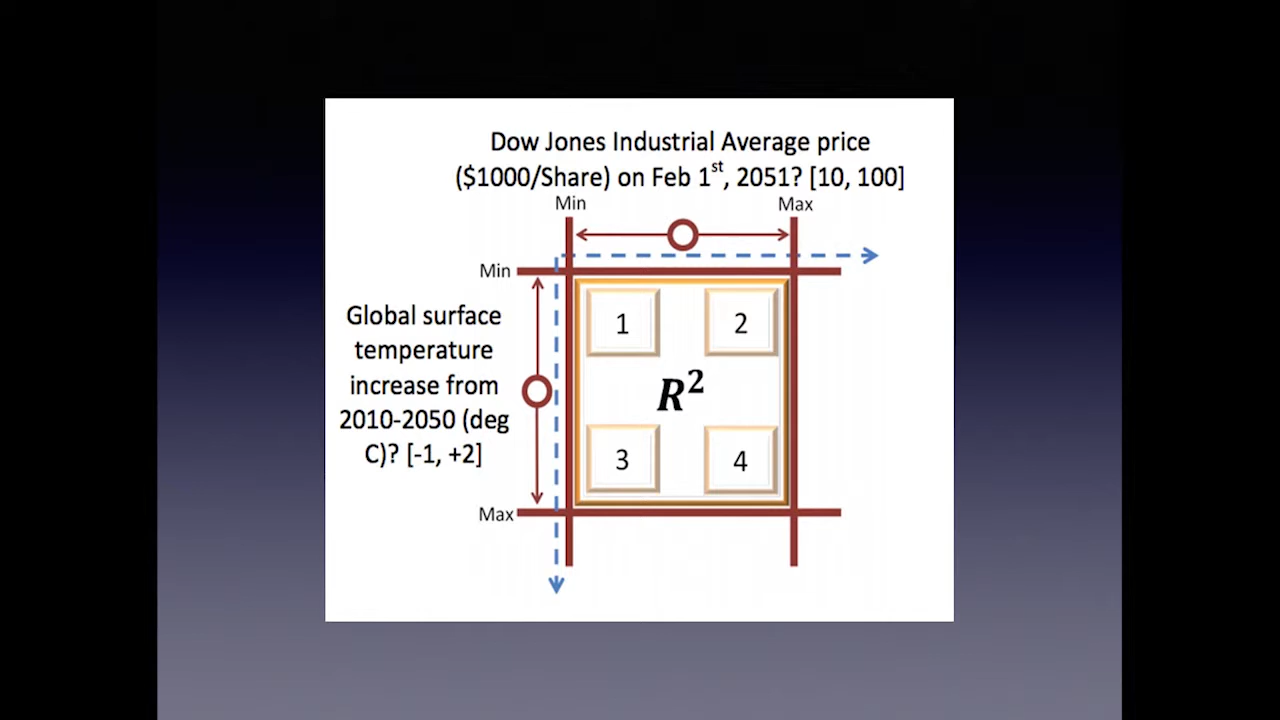 Dow Jones Industrial Average price
($1000/Share) on Feb 1st, 2051? [10, 100]
Min Max
Min
Global surface
temperature
increase from
2010-2050 (deg
C)? [-1, +2]
1 2
R²
3 4
Max